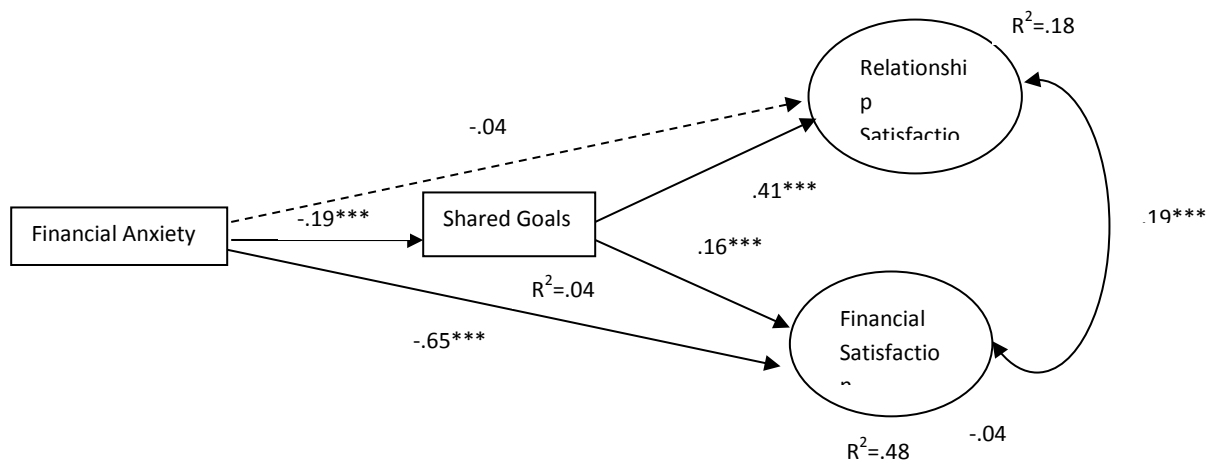 R²=.18
Relationshi
p
Satisfactio
-.04
.41***
-.19***
Shared Goals
Financial Anxiety
.19***
.16***
R²=.04
Financial
Satisfactio
n
-.65***
-.04
R²=.48